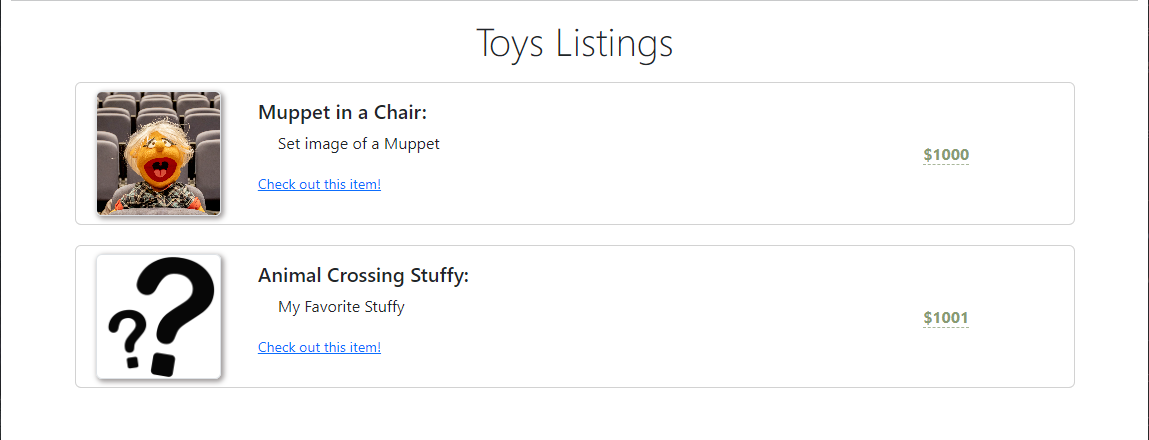 Toys Listings
Muppet in a Chair:
Set image of a Muppet
$1000
Check out this item!
Animal Crossing Stuffy:
My Favorite Stuffy
$1001
Check out this item!